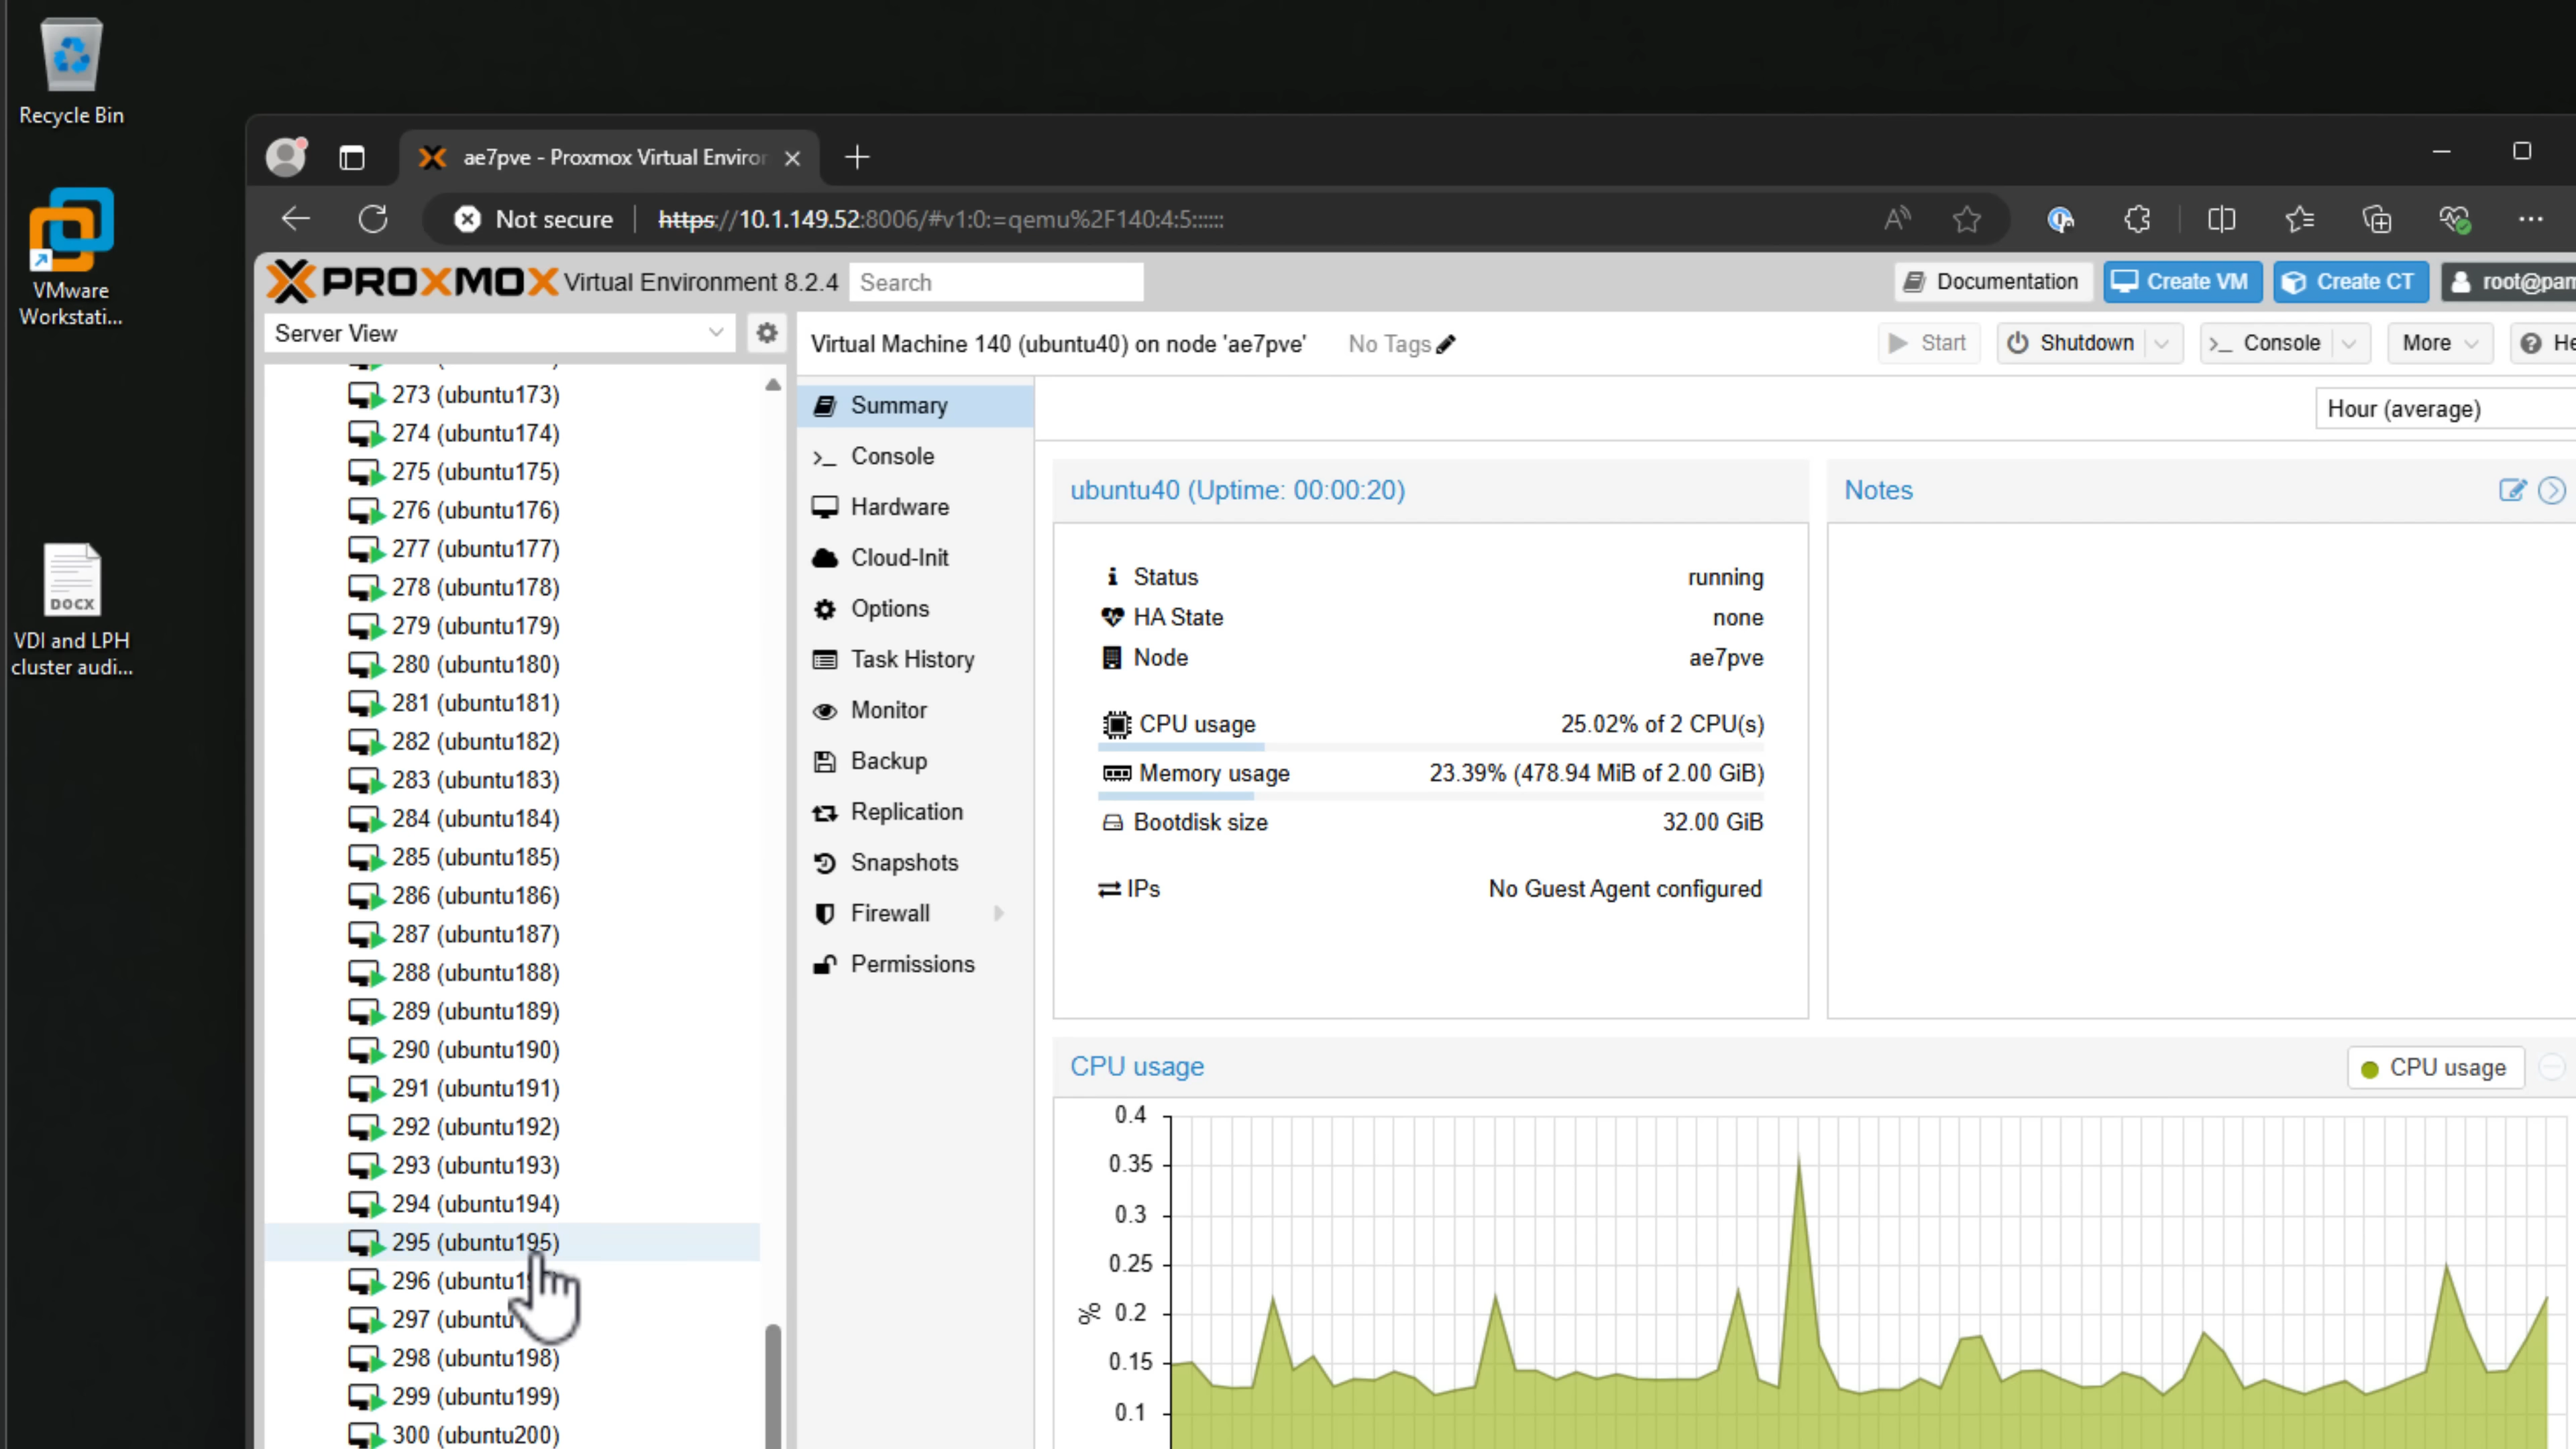 Recycle Bin
VMware
Workstati...
DOCX
VDI and LPH
cluster audi...
ae7pve - Proxmox Virtual Enviror
Not secure
https://10.1.149.52:8006/#v1:0:=qemu%2F140:4:5::::::
PROXMOX Virtual Environment 8.2.4
Search
Documentation
Create VM
Create CT
root@pam
Server View
Virtual Machine 140 (ubuntu40) on node 'ae7pve'
No Tags
Start
Shutdown
Console
More
He
273 (ubuntu173)
274 (ubuntu174)
275 (ubuntu175)
276 (ubuntu176)
277 (ubuntu177)
278 (ubuntu178)
279 (ubuntu179)
280 (ubuntu180)
281 (ubuntu181)
282 (ubuntu182)
283 (ubuntu183)
284 (ubuntu184)
285 (ubuntu185)
286 (ubuntu186)
287 (ubuntu187)
288 (ubuntu188)
289 (ubuntu189)
290 (ubuntu190)
291 (ubuntu191)
292 (ubuntu192)
293 (ubuntu193)
294 (ubuntu194)
295 (ubuntu195)
296 (ubuntu1
297 (ubuntu
298 (ubuntu198)
299 (ubuntu199)
300 (ubuntu200)
Summary
Console
Hardware
Cloud-Init
Options
Task History
Monitor
Backup
Replication
Snapshots
Firewall
Permissions
Hour (average)
ubuntu40 (Uptime: 00:00:20)
Status running
HA State none
Node ae7pve
CPU usage 25.02% of 2 CPU(s)
Memory usage 23.39% (478.94 MiB of 2.00 GiB)
Bootdisk size 32.00 GiB
IPs No Guest Agent configured
Notes
CPU usage
CPU usage
0.4
0.35
0.3
0.25
0.2
0.15
0.1
%